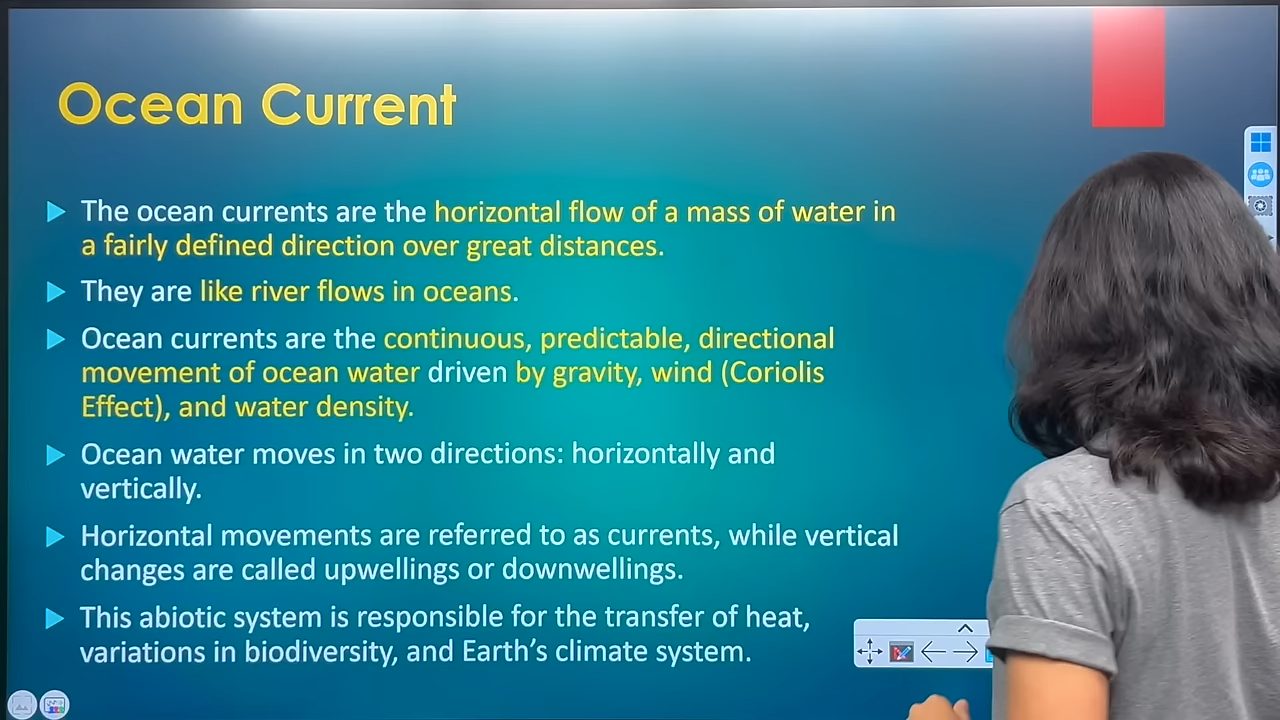 Ocean Current
The ocean currents are the horizontal flow of a mass of water in
a fairly defined direction over great distances.
They are like river flows in oceans.
Ocean currents are the continuous, predictable, directional
movement of ocean water driven by gravity, wind (Coriolis
Effect), and water density.
Ocean water moves in two directions: horizontally and
vertically.
Horizontal movements are referred to as currents, while vertical
changes are called upwellings or downwellings.
This abiotic system is responsible for the transfer of heat,
variations in biodiversity, and Earth's climate system.